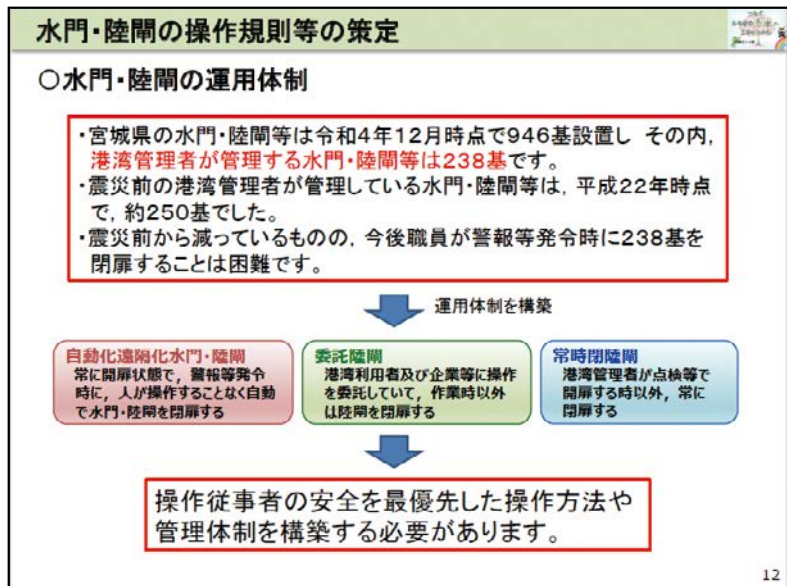 水門・陸閘の操作規則等の策定
○水門・陸閘の運用体制
・宮城県の水門・陸閘等は令和4年12月時点で946基設置し その内,
港湾管理者が管理する水門・陸閘等は238基です。
・震災前の港湾管理者が管理している水門・陸閘等は, 平成22年時点
で, 約250基でした。
・震災前から減っているものの, 今後職員が警報等発令時に238基を
閉扉することは困難です。
運用体制を構築
自動化遠隔化水門・陸閘
常に開扉状態で, 警報等発令
時に, 人が操作することなく自動
で水門・陸閘を閉扉する
委託陸閘
港湾利用者及び企業等に操作
を委託していて, 作業時以外
は陸閘を閉扉する
常時閉陸閘
港湾管理者が点検等で
開扉する時以外, 常に
閉扉する
操作従事者の安全を最優先した操作方法や
管理体制を構築する必要があります。
12